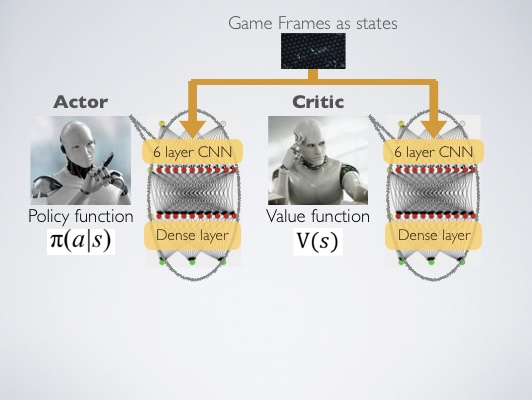 Game Frames as states
Actor
Critic
6 layer CNN
6 layer CNN
Policy function
π(a|s)
Value function
V(s)
Dense layer
Dense layer